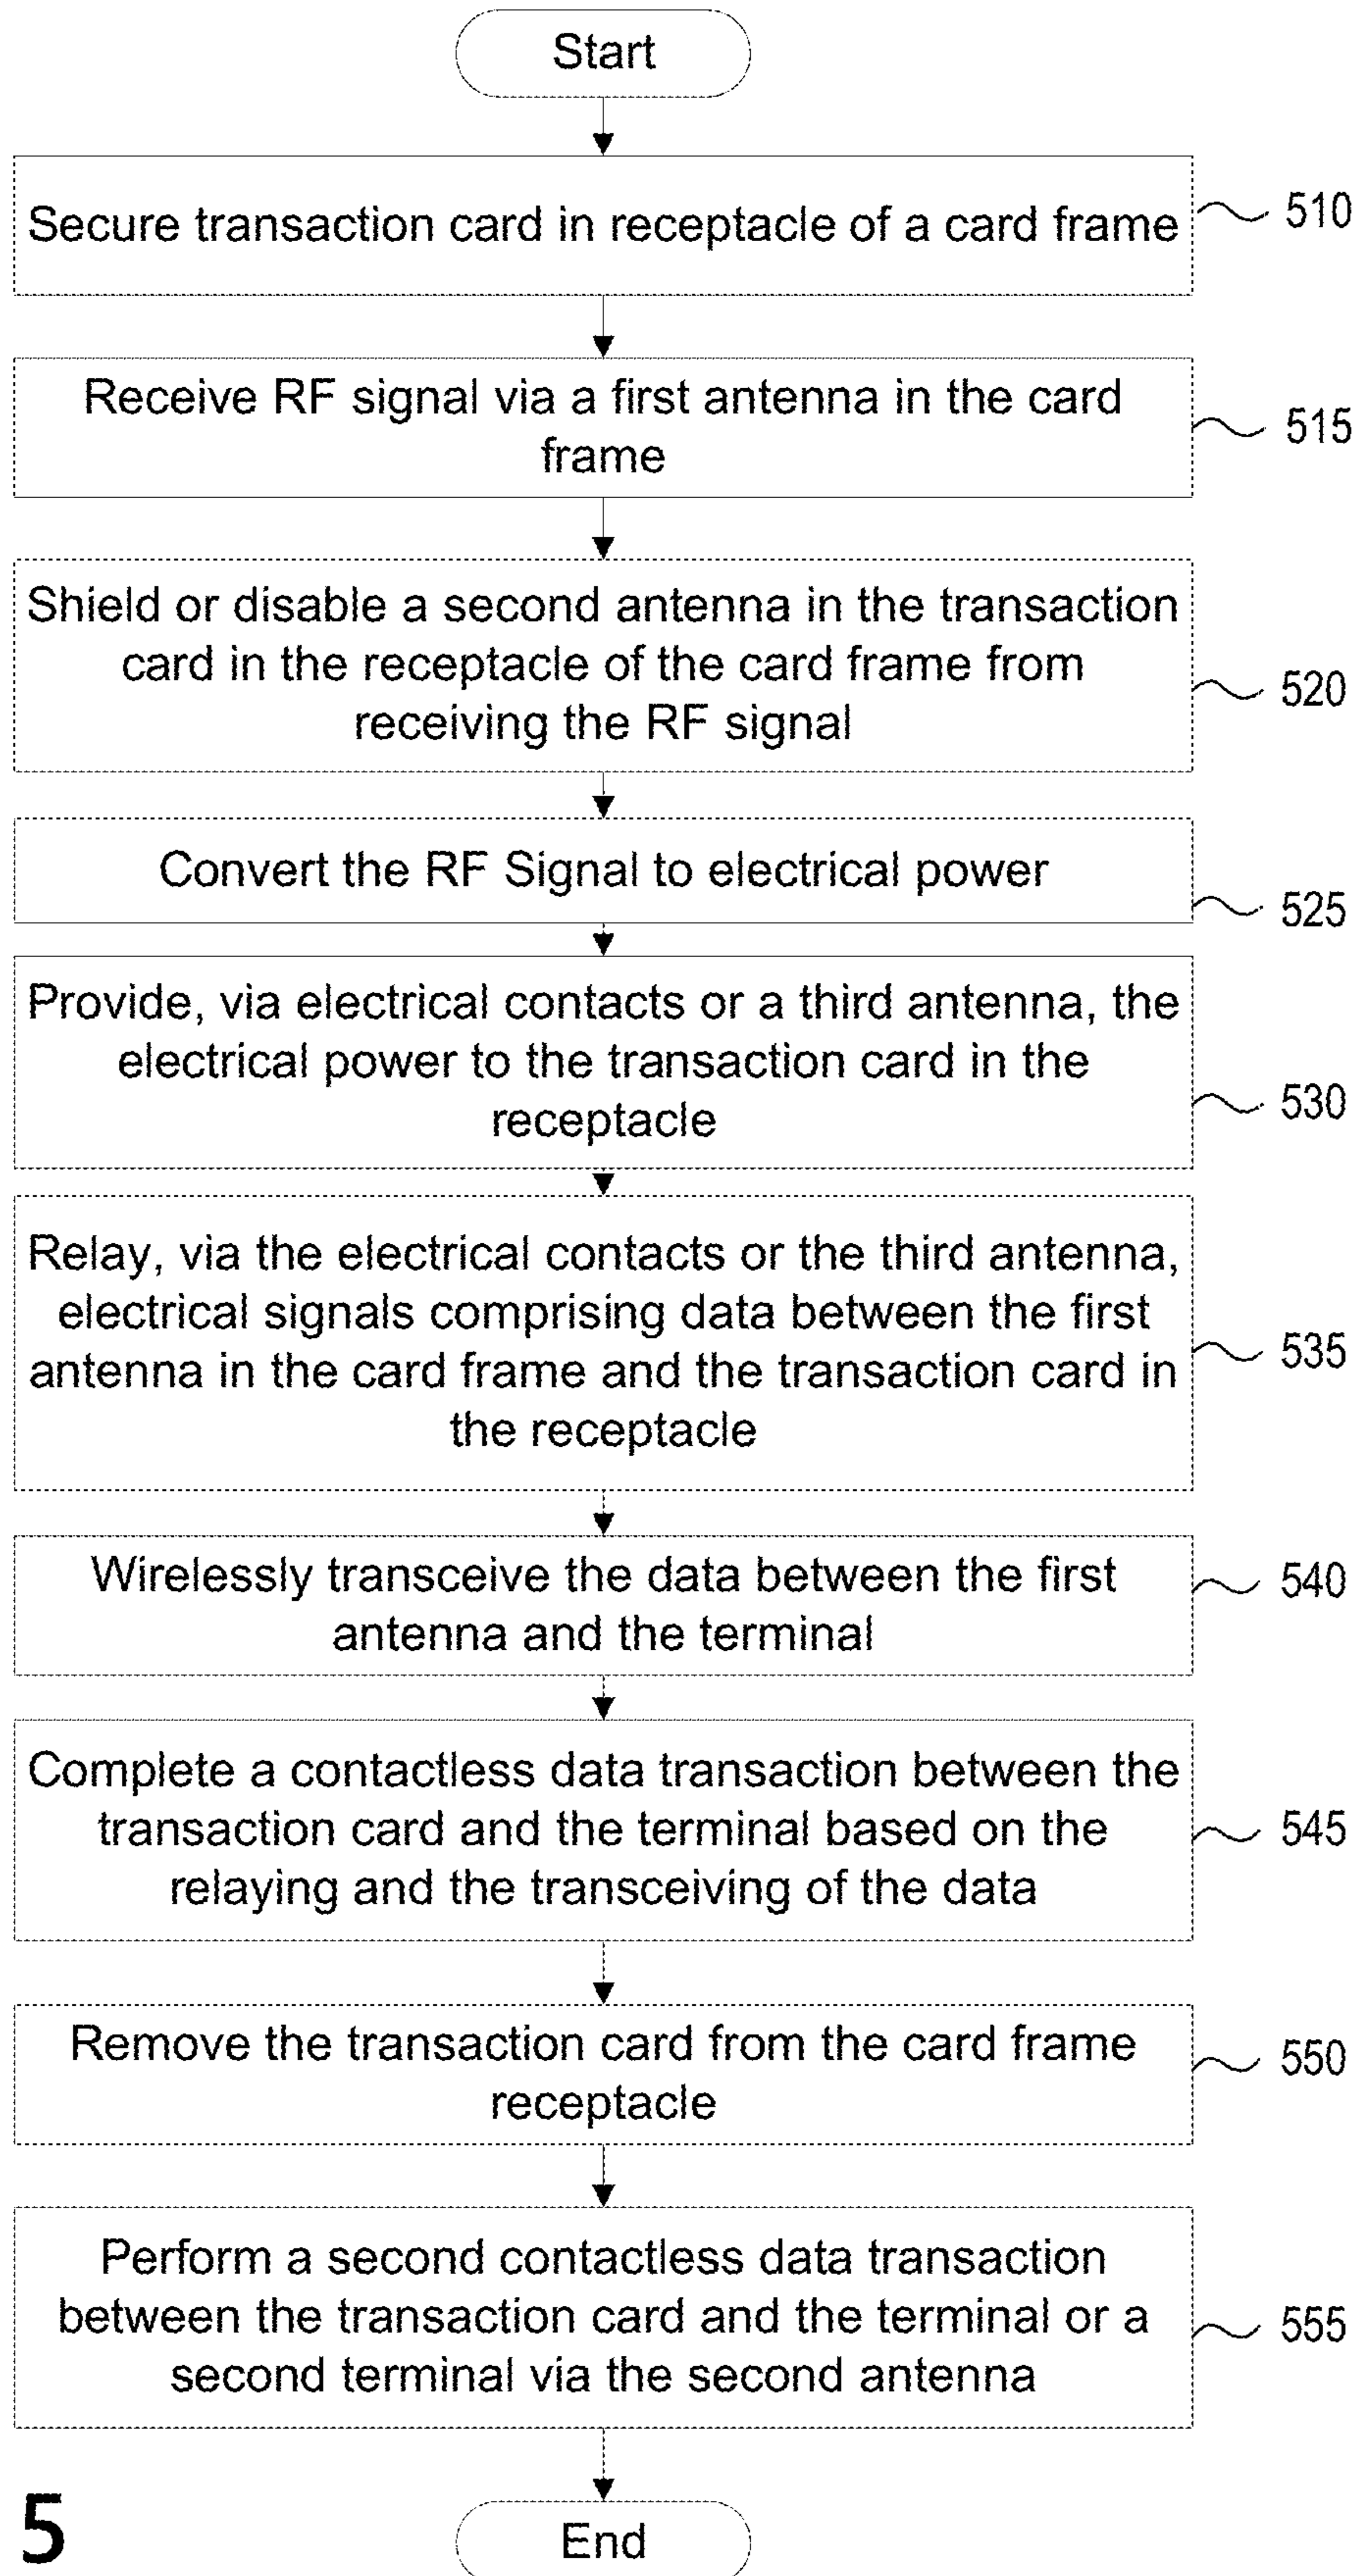 Start
Secure transaction card in receptacle of a card frame
510
Receive RF signal via a first antenna in the card
frame
515
Shield or disable a second antenna in the transaction
card in the receptacle of the card frame from
receiving the RF signal
520
Convert the RF Signal to electrical power
525
Provide, via electrical contacts or a third antenna, the
electrical power to the transaction card in the
receptacle
530
Relay, via the electrical contacts or the third antenna,
electrical signals comprising data between the first
antenna in the card frame and the transaction card in
the receptacle
535
Wirelessly transceive the data between the first
antenna and the terminal
540
Complete a contactless data transaction between the
transaction card and the terminal based on the
relaying and the transceiving of the data
545
Remove the transaction card from the card frame
receptacle
550
Perform a second contactless data transaction
between the transaction card and the terminal or a
second terminal via the second antenna
555
5
End